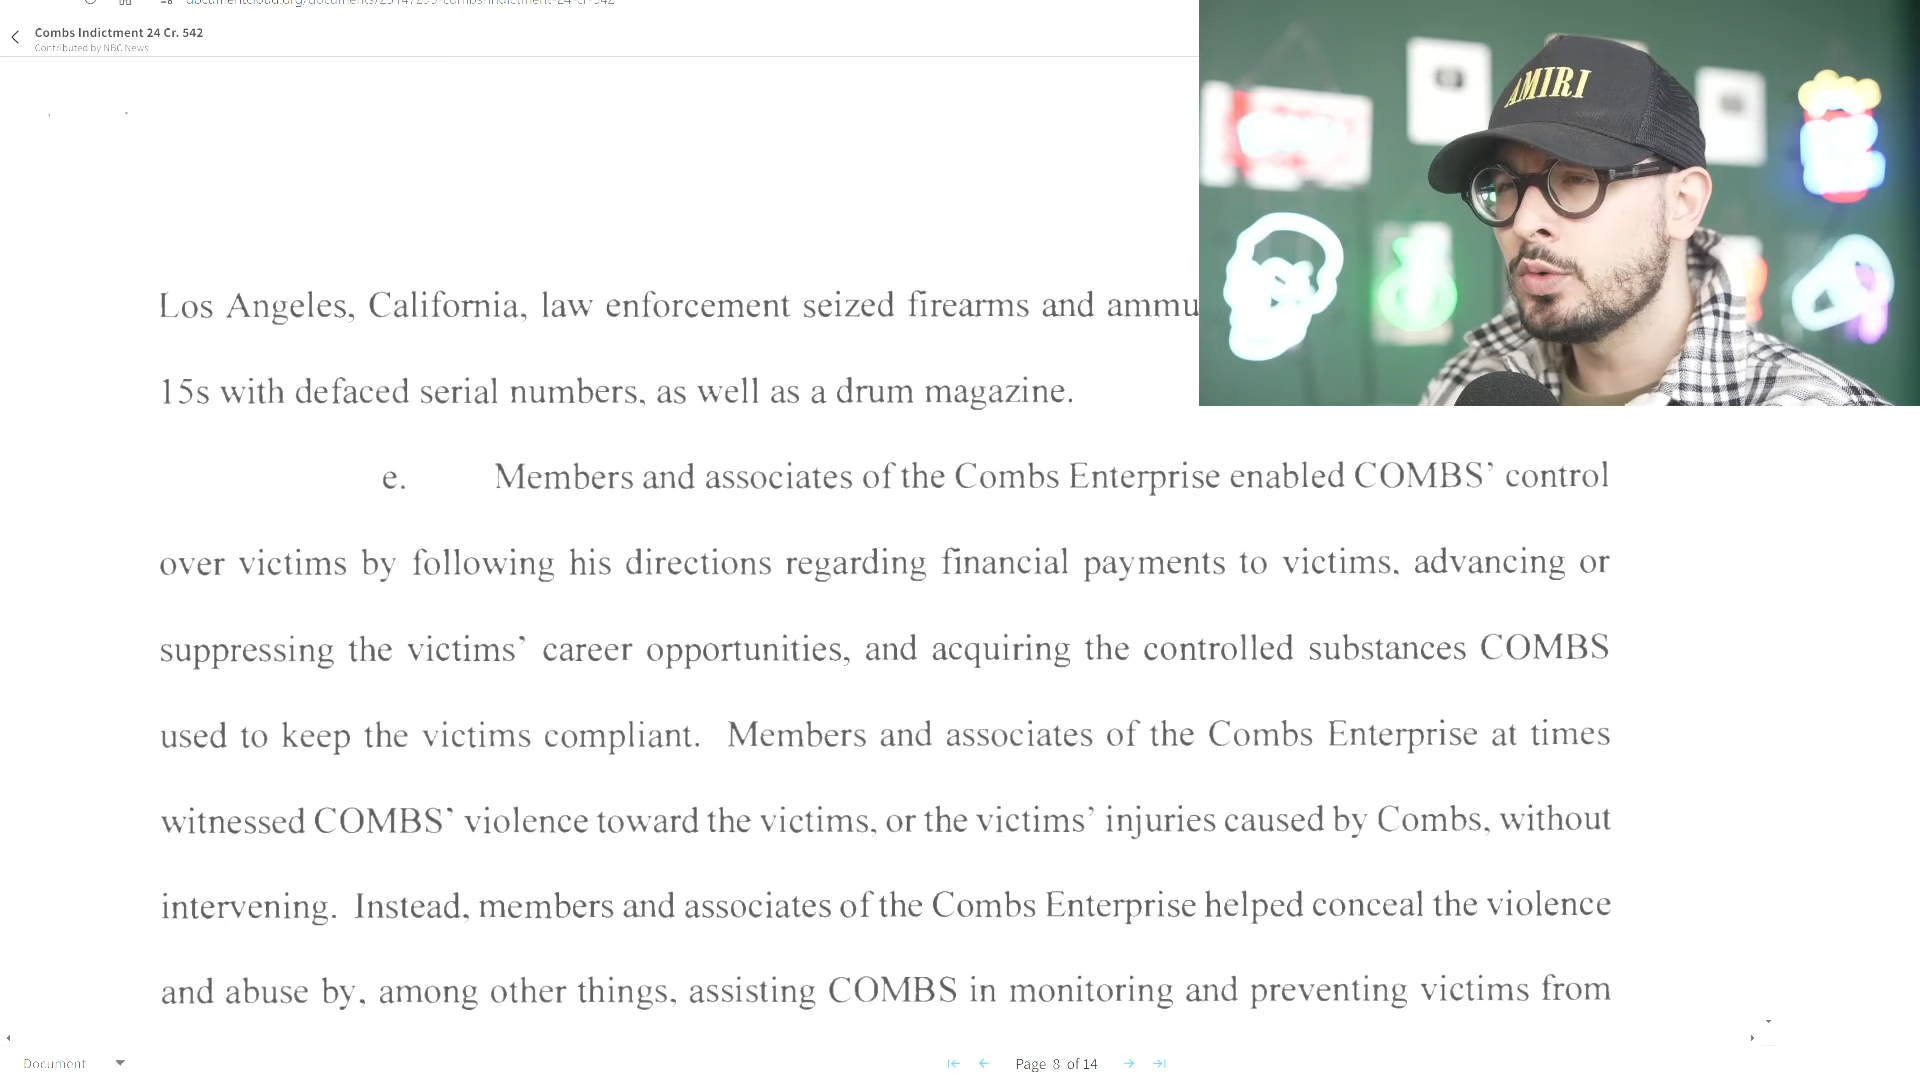 Combs Indictment 24 Cr. 542
Contributed by NBC News
AMIRI
Los Angeles, California, law enforcement seized firearms and ammu
15s with defaced serial numbers, as well as a drum magazine.
e. Members and associates of the Combs Enterprise enabled COMBS’ control
over victims by following his directions regarding financial payments to victims, advancing or
suppressing the victims’ career opportunities, and acquiring the controlled substances COMBS
used to keep the victims compliant. Members and associates of the Combs Enterprise at times
witnessed COMBS’ violence toward the victims, or the victims’ injuries caused by Combs, without
intervening. Instead, members and associates of the Combs Enterprise helped conceal the violence
and abuse by, among other things, assisting COMBS in monitoring and preventing victims from
Document
Page 8 of 14